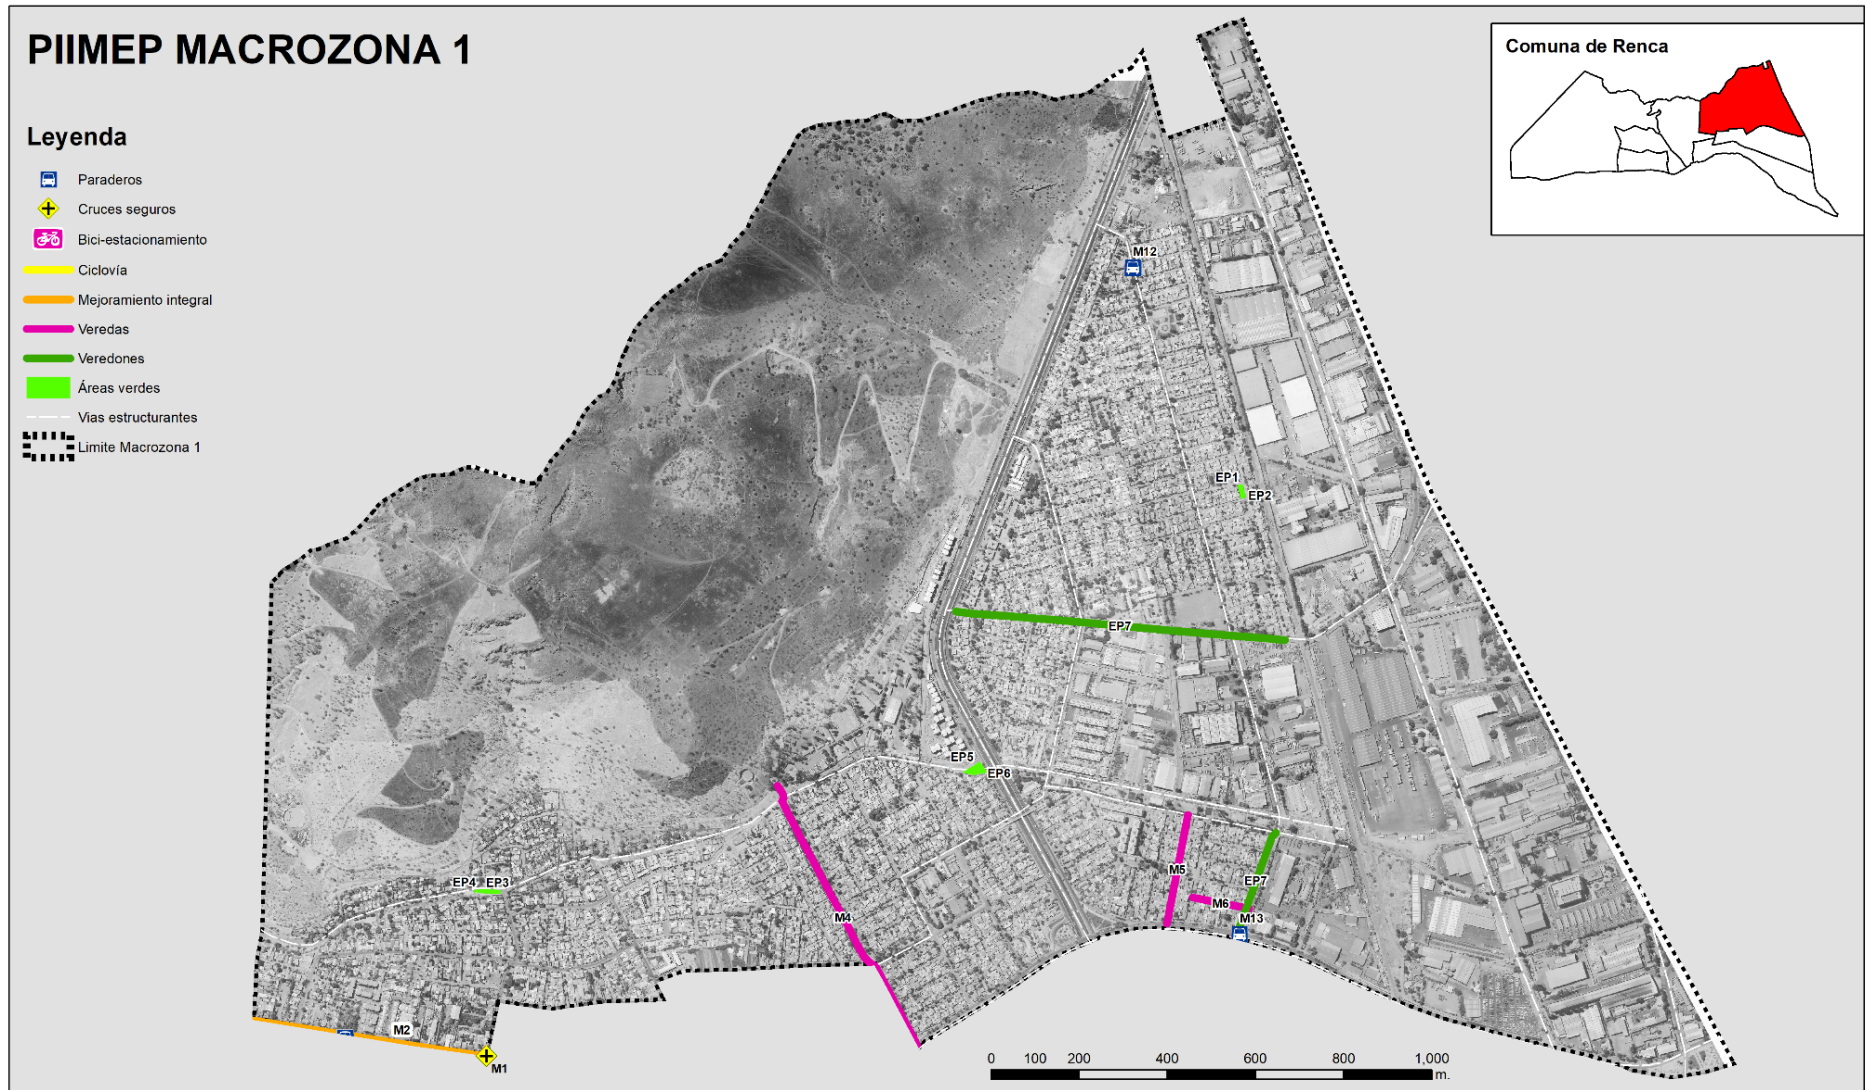 PIIMEP MACROZONA 1
Comuna de Renca
Leyenda
Paraderos
Cruces seguros
Bici-estacionamiento
Ciclovía
Mejoramiento integral
Veredas
Veredones
Áreas verdes
Vias estructurantes
Limite Macrozona 1
M12
EP1
EP2
EP7
EP5
EP6
M5
EP7
EP4
EP3
M6
M4
M13
M2
M1
0
100
200
400
600
800
1,000
m.